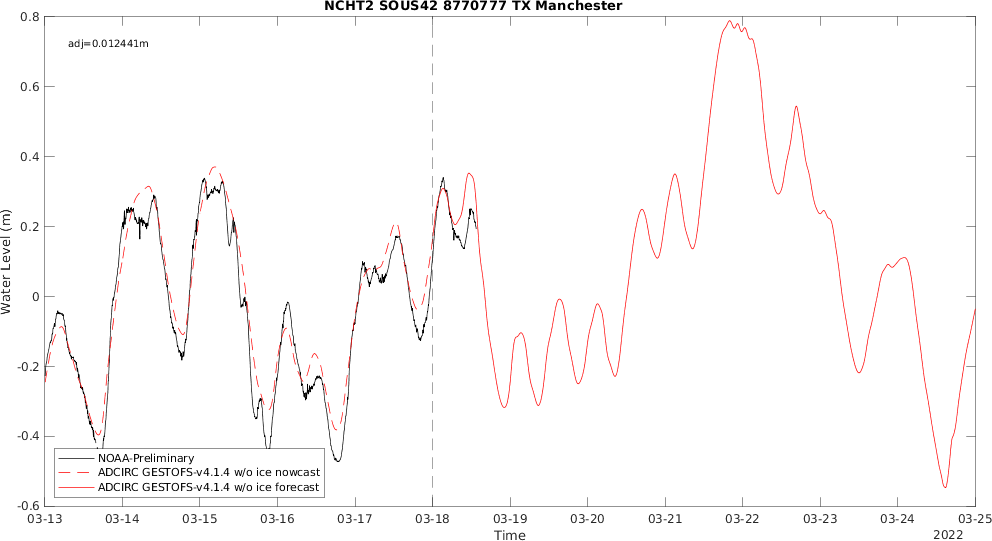 NCHT2 SOUS42 8770777 TX Manchester
adj=0.012441m
0.8
0.6
0.4
0.2
0
-0.2
-0.4
-0.6
Water Level (m)
NOAA-Preliminary
ADCIRC GESTOFS-v4.1.4 w/o ice nowcast
ADCIRC GESTOFS-v4.1.4 w/o ice forecast
03-13 03-14 03-15 03-16 03-17 03-18 03-19 03-20 03-21 03-22 03-23 03-24 03-25
Time
2022